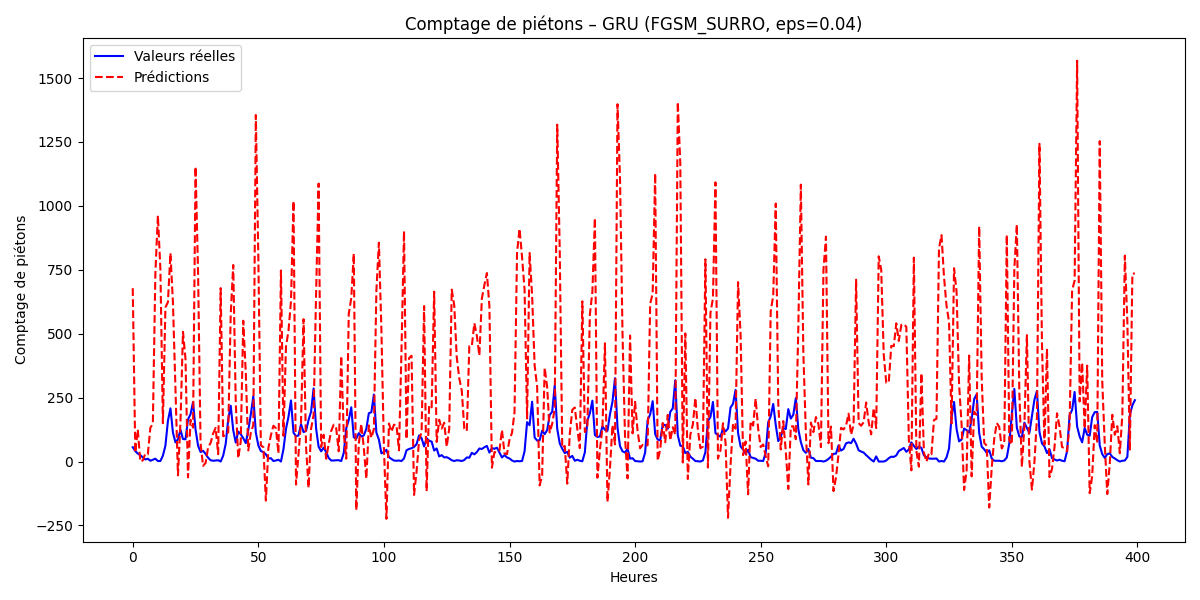 Comptage de piétons – GRU (FGSM_SURRO, eps=0.04)
Valeurs réelles
Prédictions
Comptage de piétons
1500
1250
1000
750
500
250
0
−250
0 50 100 150 200 250 300 350 400
Heures